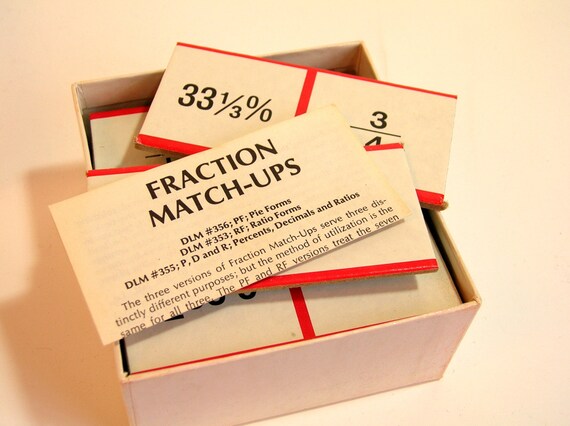 33⅓%
3
4
FRACTION
MATCH-UPS
DLM #356; PF; Pie Forms
DLM #353; RF; Ratio Forms
DLM #355; P, D and R; Percents, Decimals and Ratios
The three versions of Fraction Match-Ups serve three dis-
tinctly different purposes; but the method of utilization is the
same for all three. The PF and RF versions treat the seven